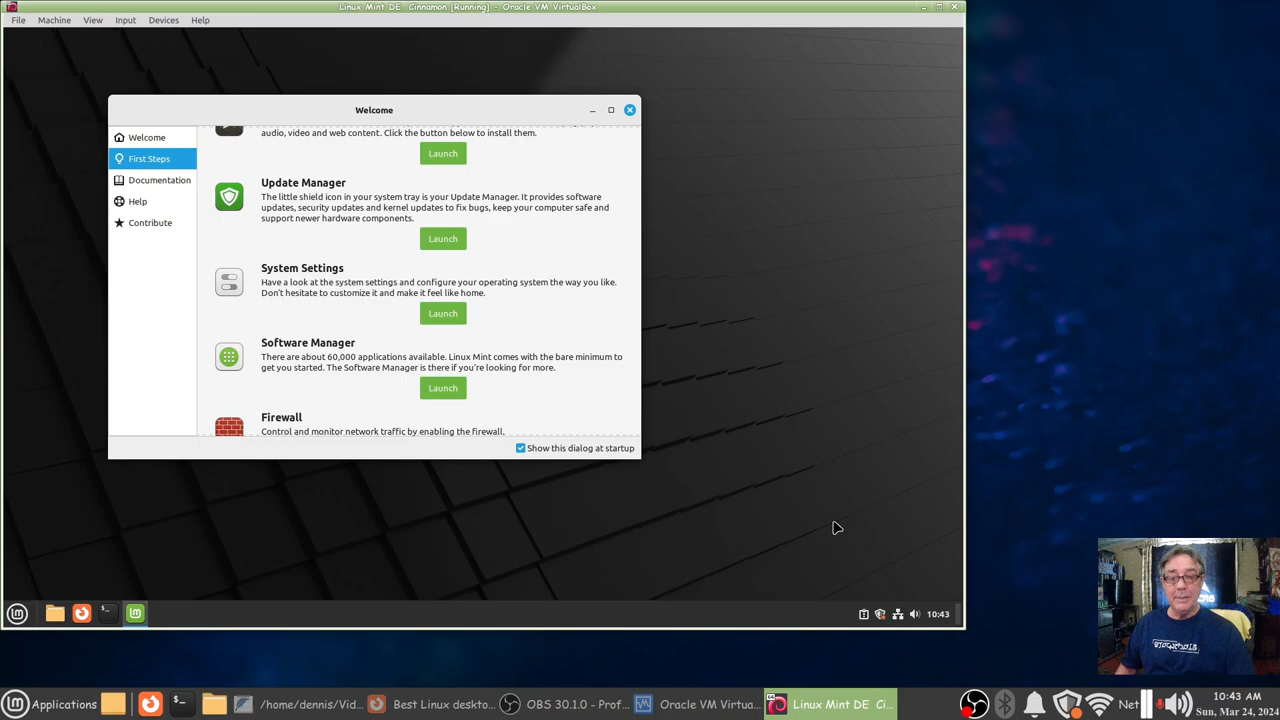 Linux Mint DE  Cinnamon [Running] - Oracle VM VirtualBox
File Machine View Input Devices Help
Welcome
Welcome
First Steps
Documentation
Help
Contribute
audio, video and web content. Click the button below to install them.
Launch
Update Manager
The little shield icon in your system tray is your Update Manager. It provides software
updates, security updates and kernel updates to fix bugs, keep your computer safe and
support newer hardware components.
Launch
System Settings
Have a look at the system settings and configure your operating system the way you like.
Don't hesitate to customize it and make it feel like home.
Launch
Software Manager
There are about 60,000 applications available. Linux Mint comes with the bare minimum to
get you started. The Software Manager is there if you're looking for more.
Launch
Firewall
Control and monitor network traffic by enabling the firewall.
Show this dialog at startup
10:43
Applications
/home/dennis/Vid...
Best Linux deskto...
OBS 30.1.0 - Prof...
Oracle VM Virtua...
Linux Mint DE  Ci...
Net
10:43 AM
Sun, Mar 24, 2024